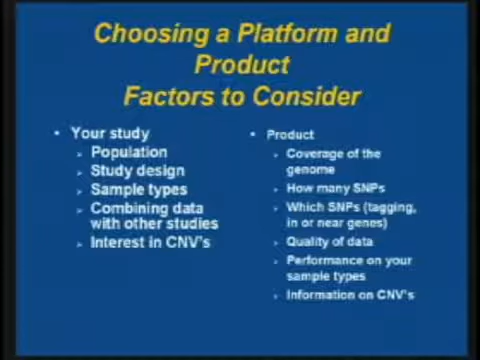 Choosing a Platform and
Product
Factors to Consider
• Your study
➢ Population
➢ Study design
➢ Sample types
➢ Combining data
with other studies
➢ Interest in CNV's
• Product
➢ Coverage of the
genome
➢ How many SNPs
➢ Which SNPs (tagging,
in or near genes)
➢ Quality of data
➢ Performance on your
sample types
➢ Information on CNV's